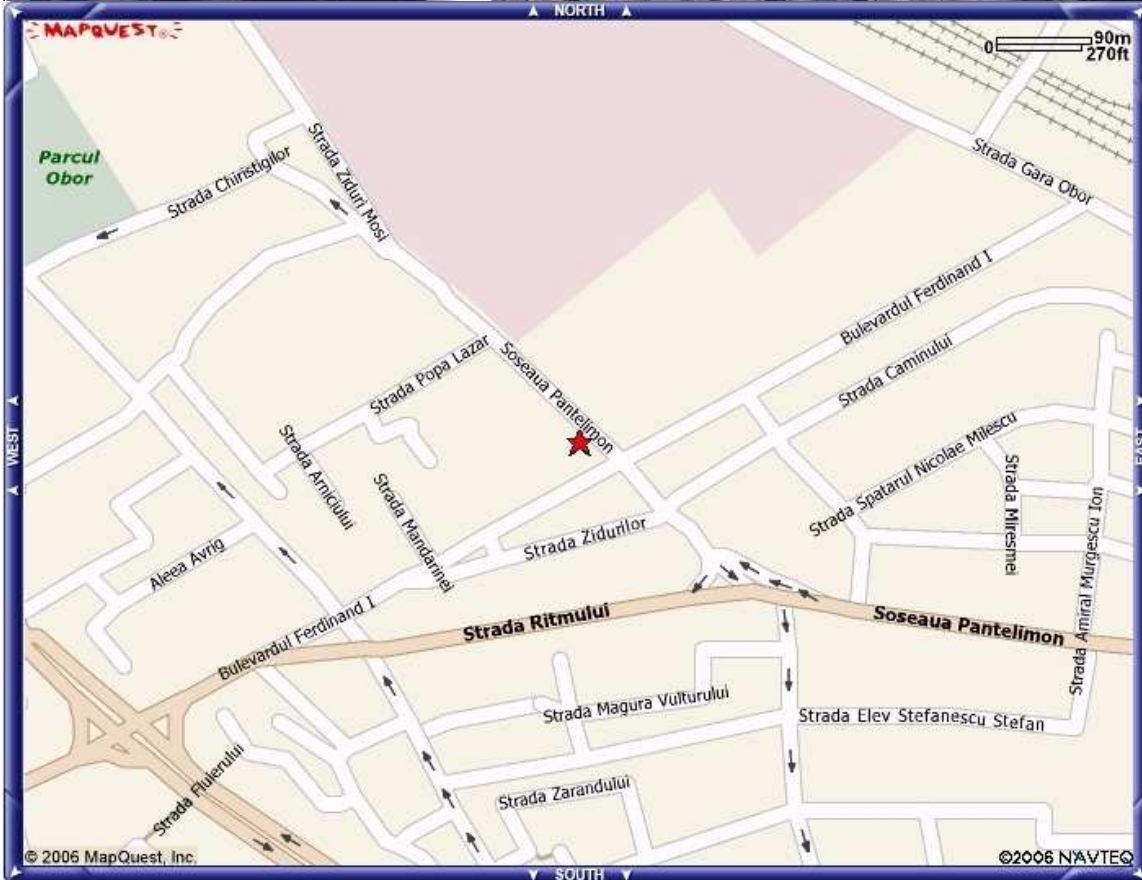 NORTH
MAPQUEST®
90m
0
270ft
Parcul
Obor
Strada Chiristigilor
Strada Ziduri Mosi
Strada Gara Obor
Bulevardul Ferdinand I
Strada Popa Lazar
Soseaua Pantelimon
Strada Caminului
WEST
EAST
Strada Arniciului
Strada Mandarinei
Strada Spatarul Nicolae Milescu
Strada Miresmei
Strada Amiral Murgescu Ion
Aleea Avrig
Strada Zidurilor
Bulevardul Ferdinand I
Strada Ritmului
Soseaua Pantelimon
Strada Magura Vulturului
Strada Elev Stefanescu Stefan
Strada Fluierului
Strada Zarandului
© 2006 MapQuest, Inc.
©2006 NAVTEQ
SOUTH